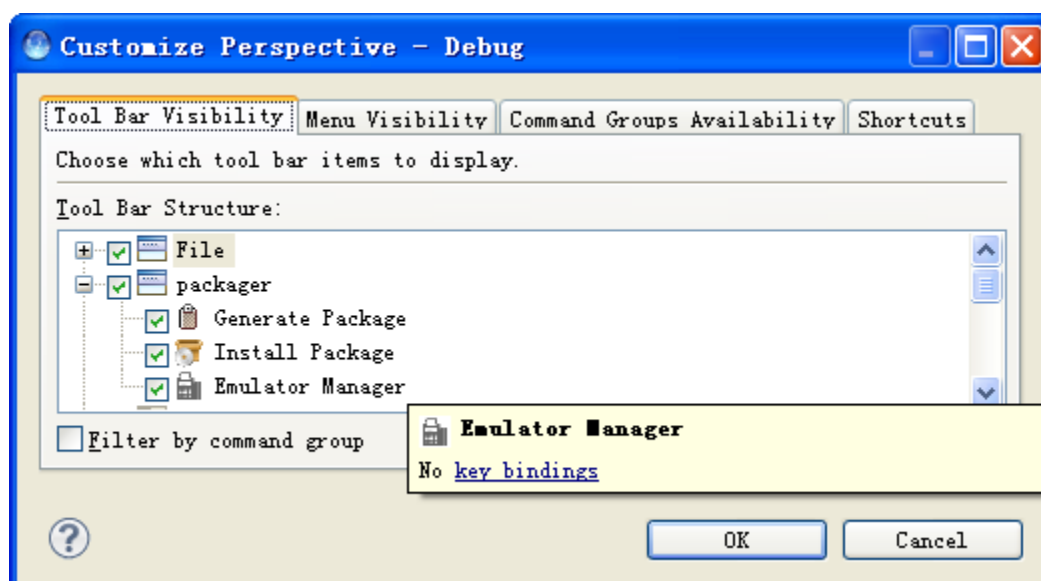 Customize Perspective - Debug
Tool Bar Visibility Menu Visibility Command Groups Availability Shortcuts
Choose which tool bar items to display.
Tool Bar Structure:
File
packager
Generate Package
Install Package
Emulator Manager
Filter by command group
Emulator Manager
No key bindings
OK Cancel